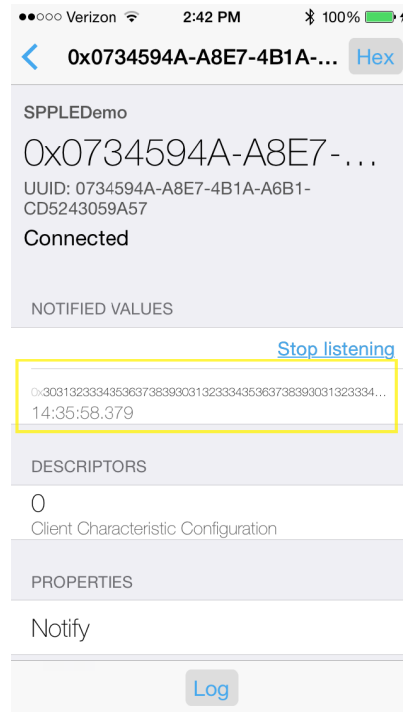 Verizon 2:42 PM 100%
0x0734594A-A8E7-4B1A-... Hex
SPPLEDemo
0x0734594A-A8E7-...
UUID: 0734594A-A8E7-4B1A-A6B1-
CD5243059A57
Connected
NOTIFIED VALUES
Stop listening
0x30313233343536373839303132333435363738393031323334...
14:35:58.379
DESCRIPTORS
0
Client Characteristic Configuration
PROPERTIES
Notify
Log